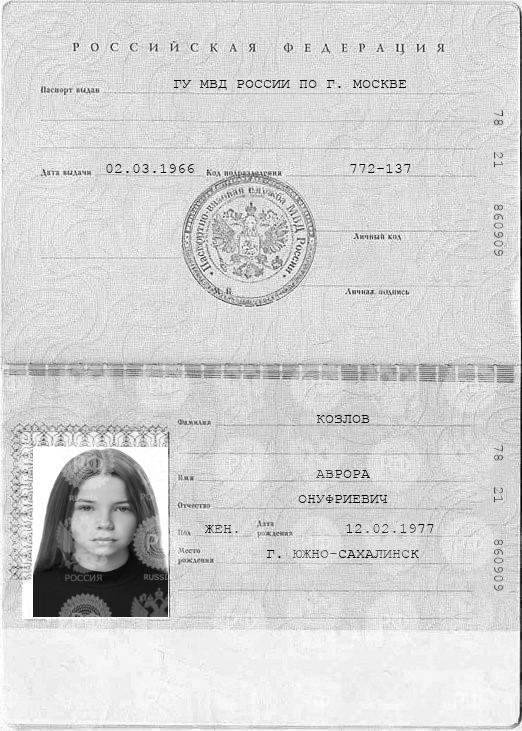 РОССИЙСКАЯ ФЕДЕРАЦИЯ
Паспорт выдан ГУ МВД РОССИИ ПО Г. МОСКВЕ
Дата выдачи 02.03.1966 Код подразделения 772-137
Паспортно-визовая служба МВД России
Личный код
М. П. Личная подпись
78 21 860909
Фамилия КОЗЛОВ
Имя АВРОРА
Отчество ОНУФРИЕВИЧ
Пол ЖЕН. Дата рождения 12.02.1977
Место рождения Г. ЮЖНО-САХАЛИНСК
78 21 860909
РОССИЯ RUSSI